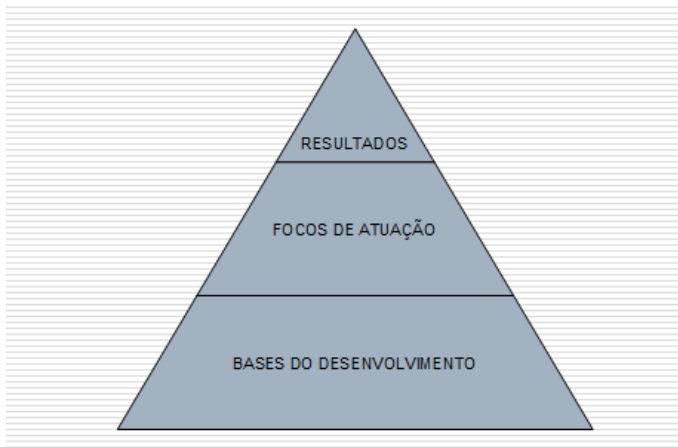 RESULTADOS
FOCOS DE ATUAÇÃO
BASES DO DESENVOLVIMENTO